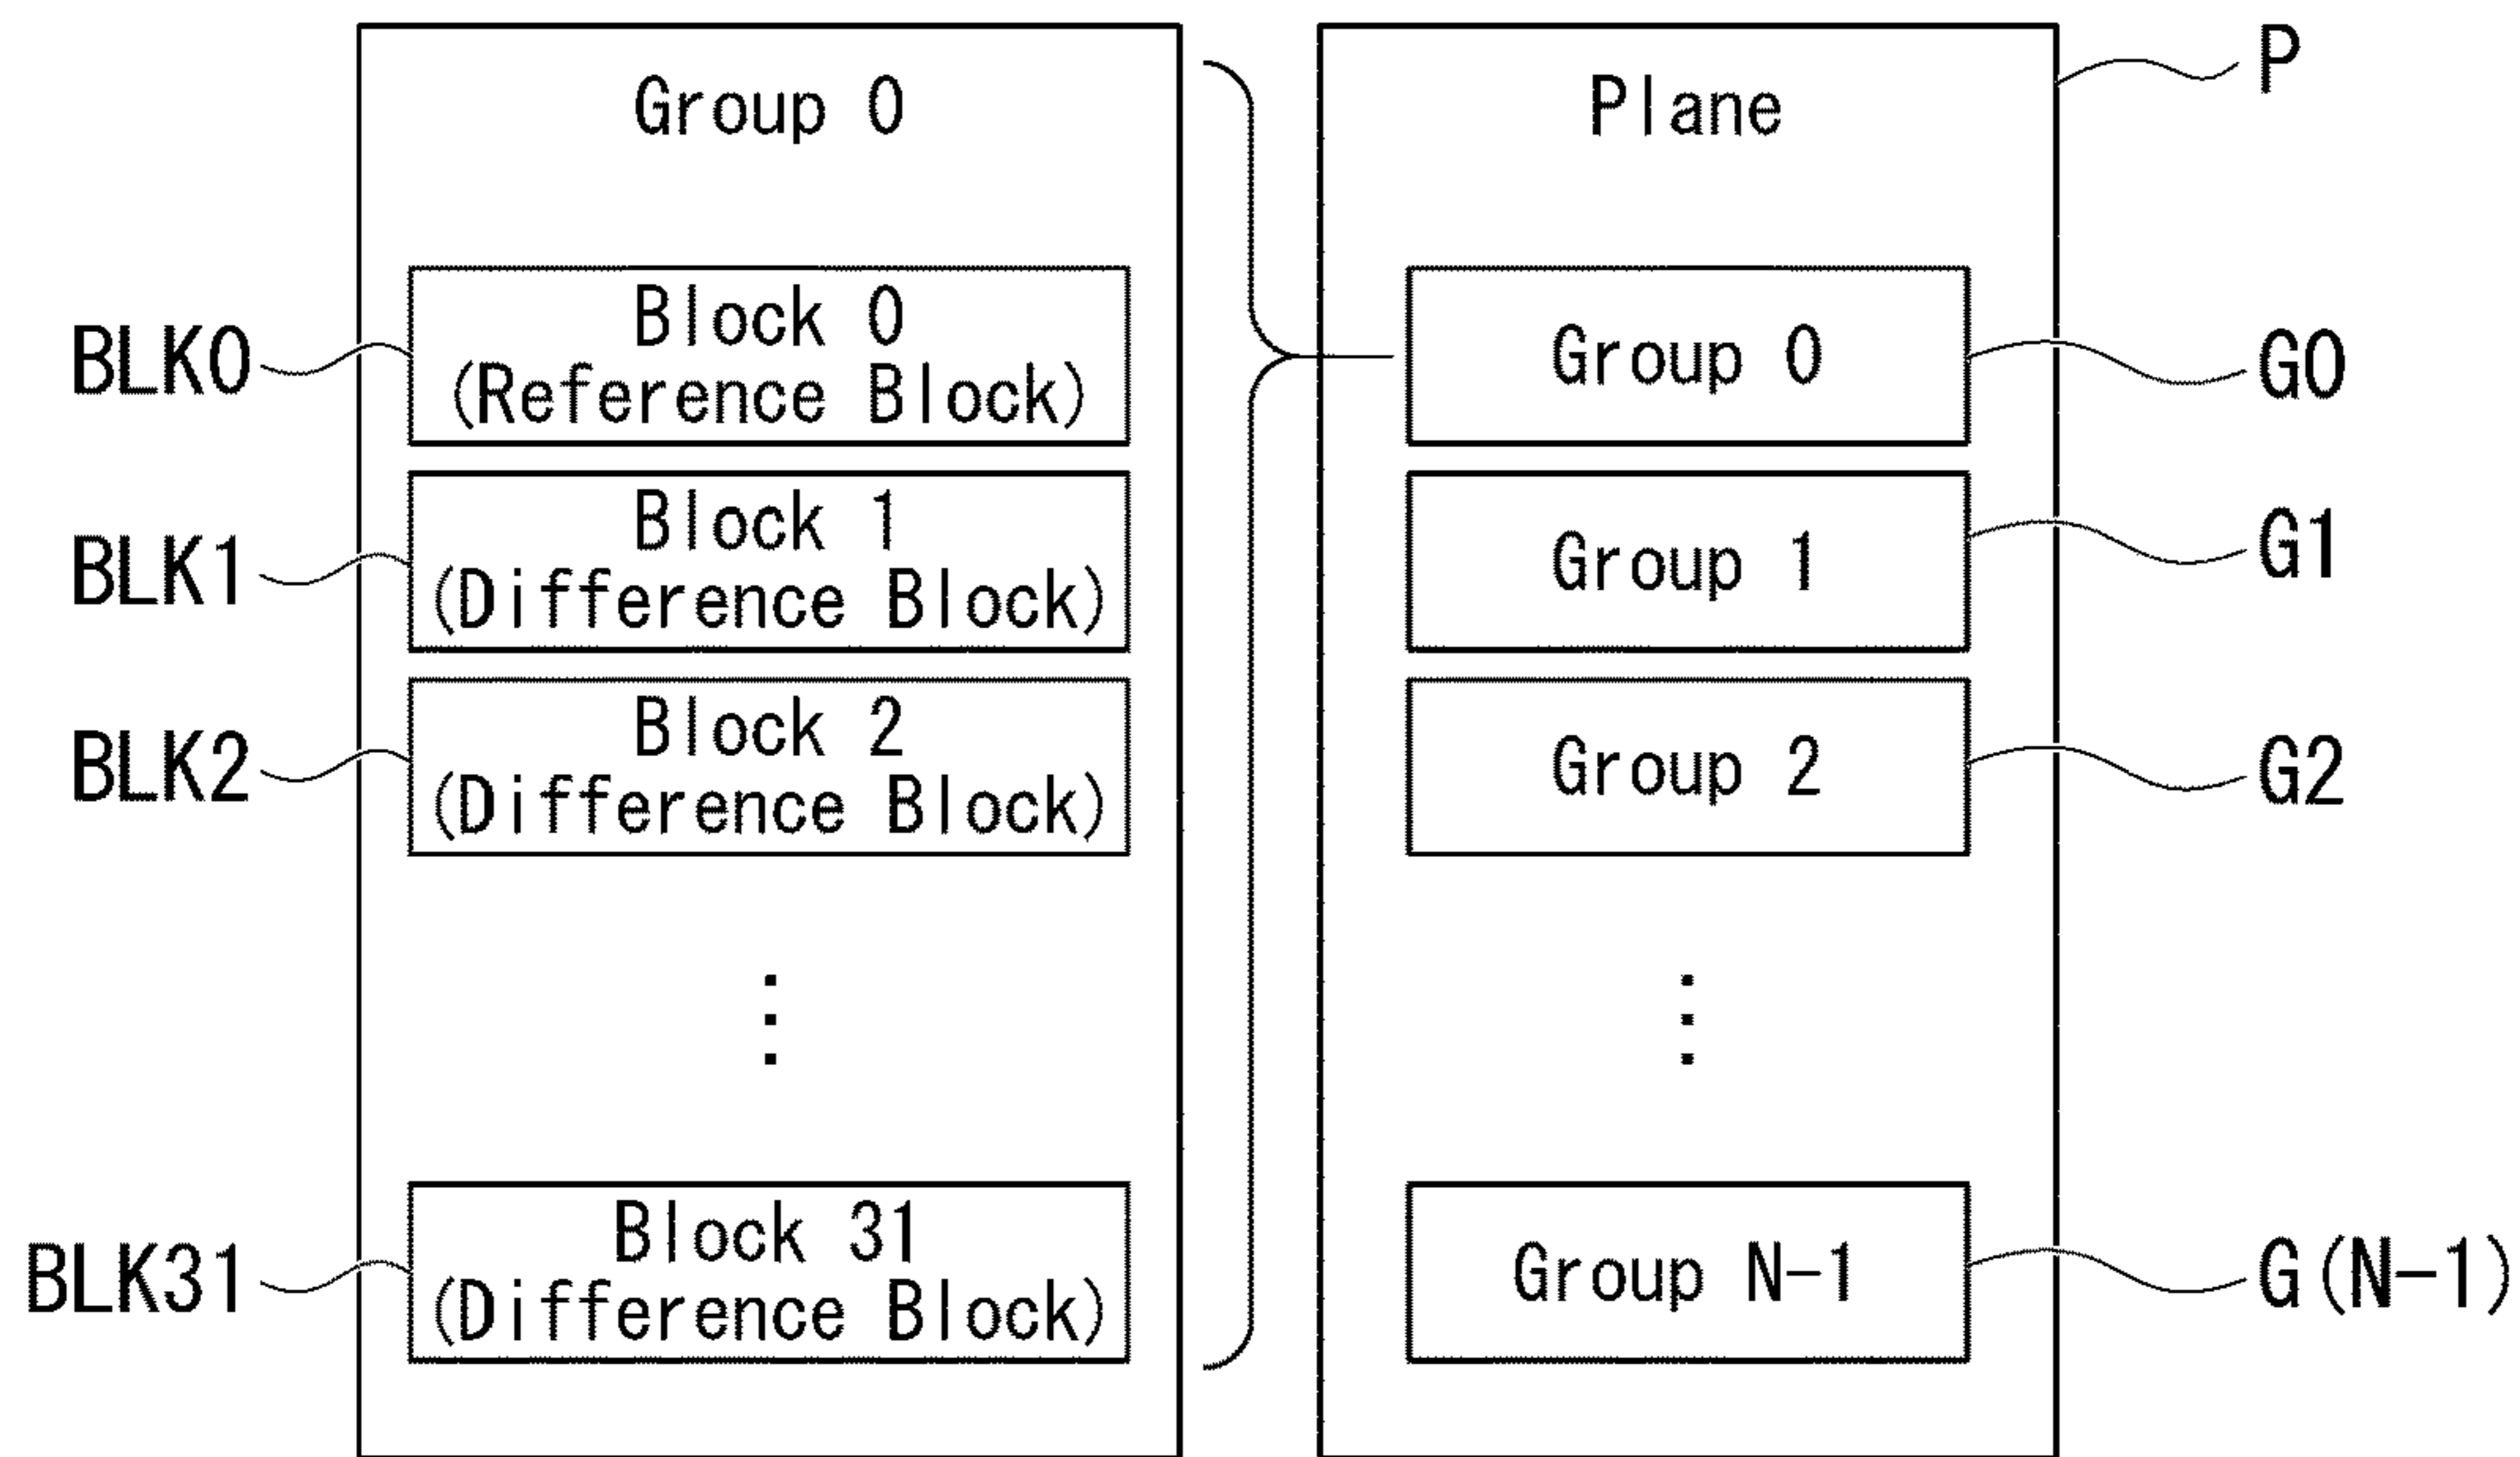 Group 0
Block 0
(Reference Block)
Block 1
(Difference Block)
Block 2
(Difference Block)
Block 31
(Difference Block)
BLK0
BLK1
BLK2
BLK31
Plane
Group 0
Group 1
Group 2
Group N-1
P
G0
G1
G2
G(N-1)